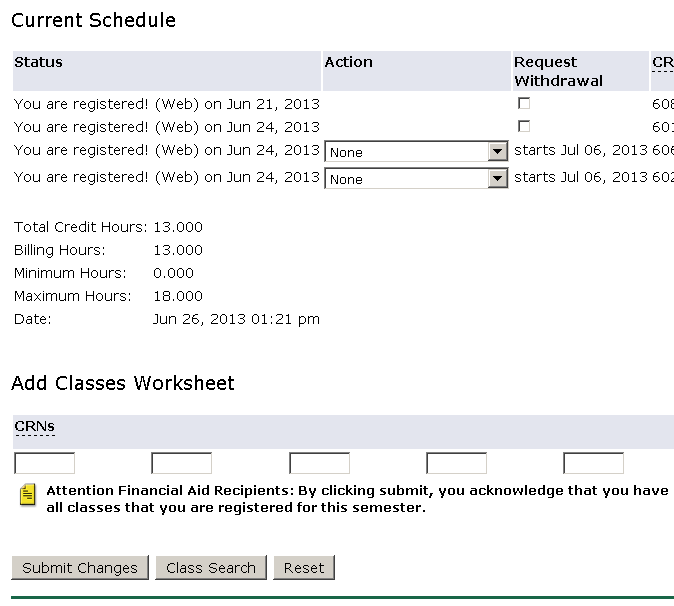 Current Schedule
Status Action Request Withdrawal CR
You are registered! (Web) on Jun 21, 2013 608
You are registered! (Web) on Jun 24, 2013 601
You are registered! (Web) on Jun 24, 2013 None starts Jul 06, 2013 606
You are registered! (Web) on Jun 24, 2013 None starts Jul 06, 2013 602
Total Credit Hours: 13.000
Billing Hours: 13.000
Minimum Hours: 0.000
Maximum Hours: 18.000
Date: Jun 26, 2013 01:21 pm
Add Classes Worksheet
CRNs
Attention Financial Aid Recipients: By clicking submit, you acknowledge that you have
all classes that you are registered for this semester.
Submit Changes Class Search Reset